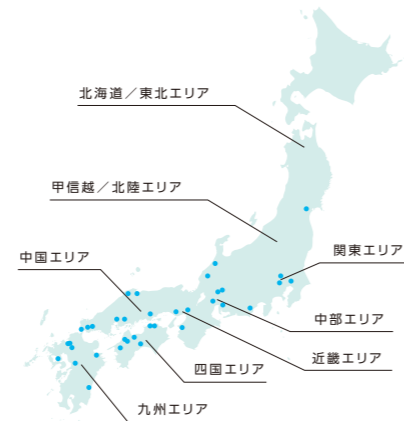 北海道／東北エリア
甲信越／北陸エリア
関東エリア
中国エリア
中部エリア
近畿エリア
四国エリア
九州エリア